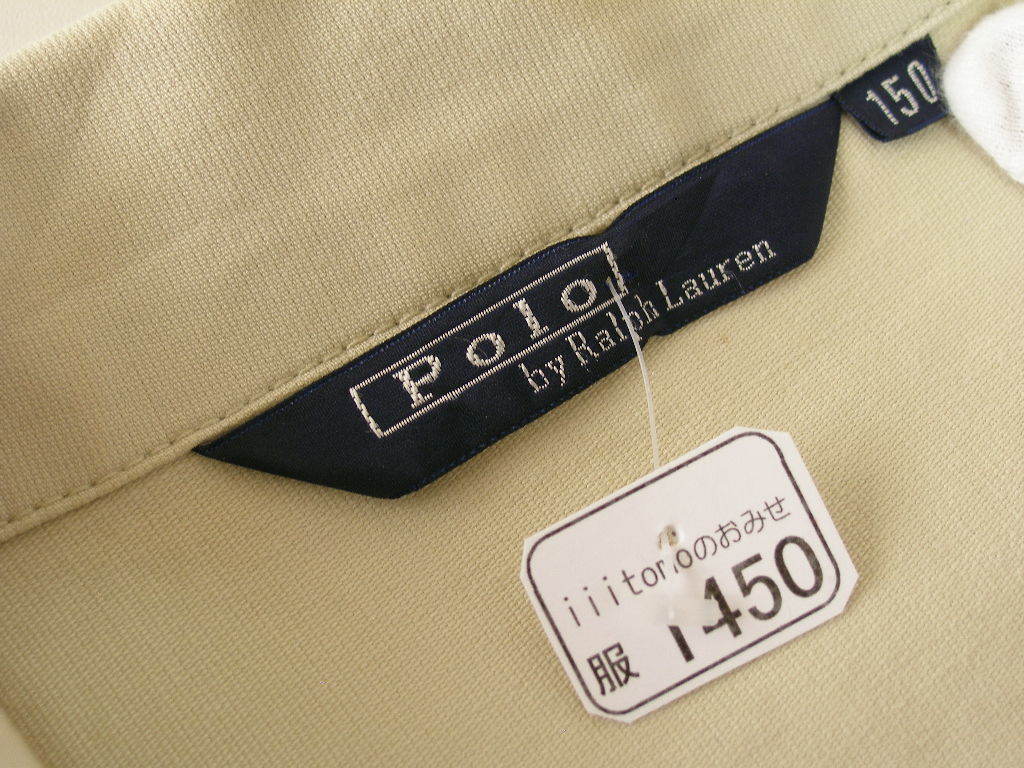 Polo
by Ralph Lauren
150
iiitomoのおみせ
服 1450